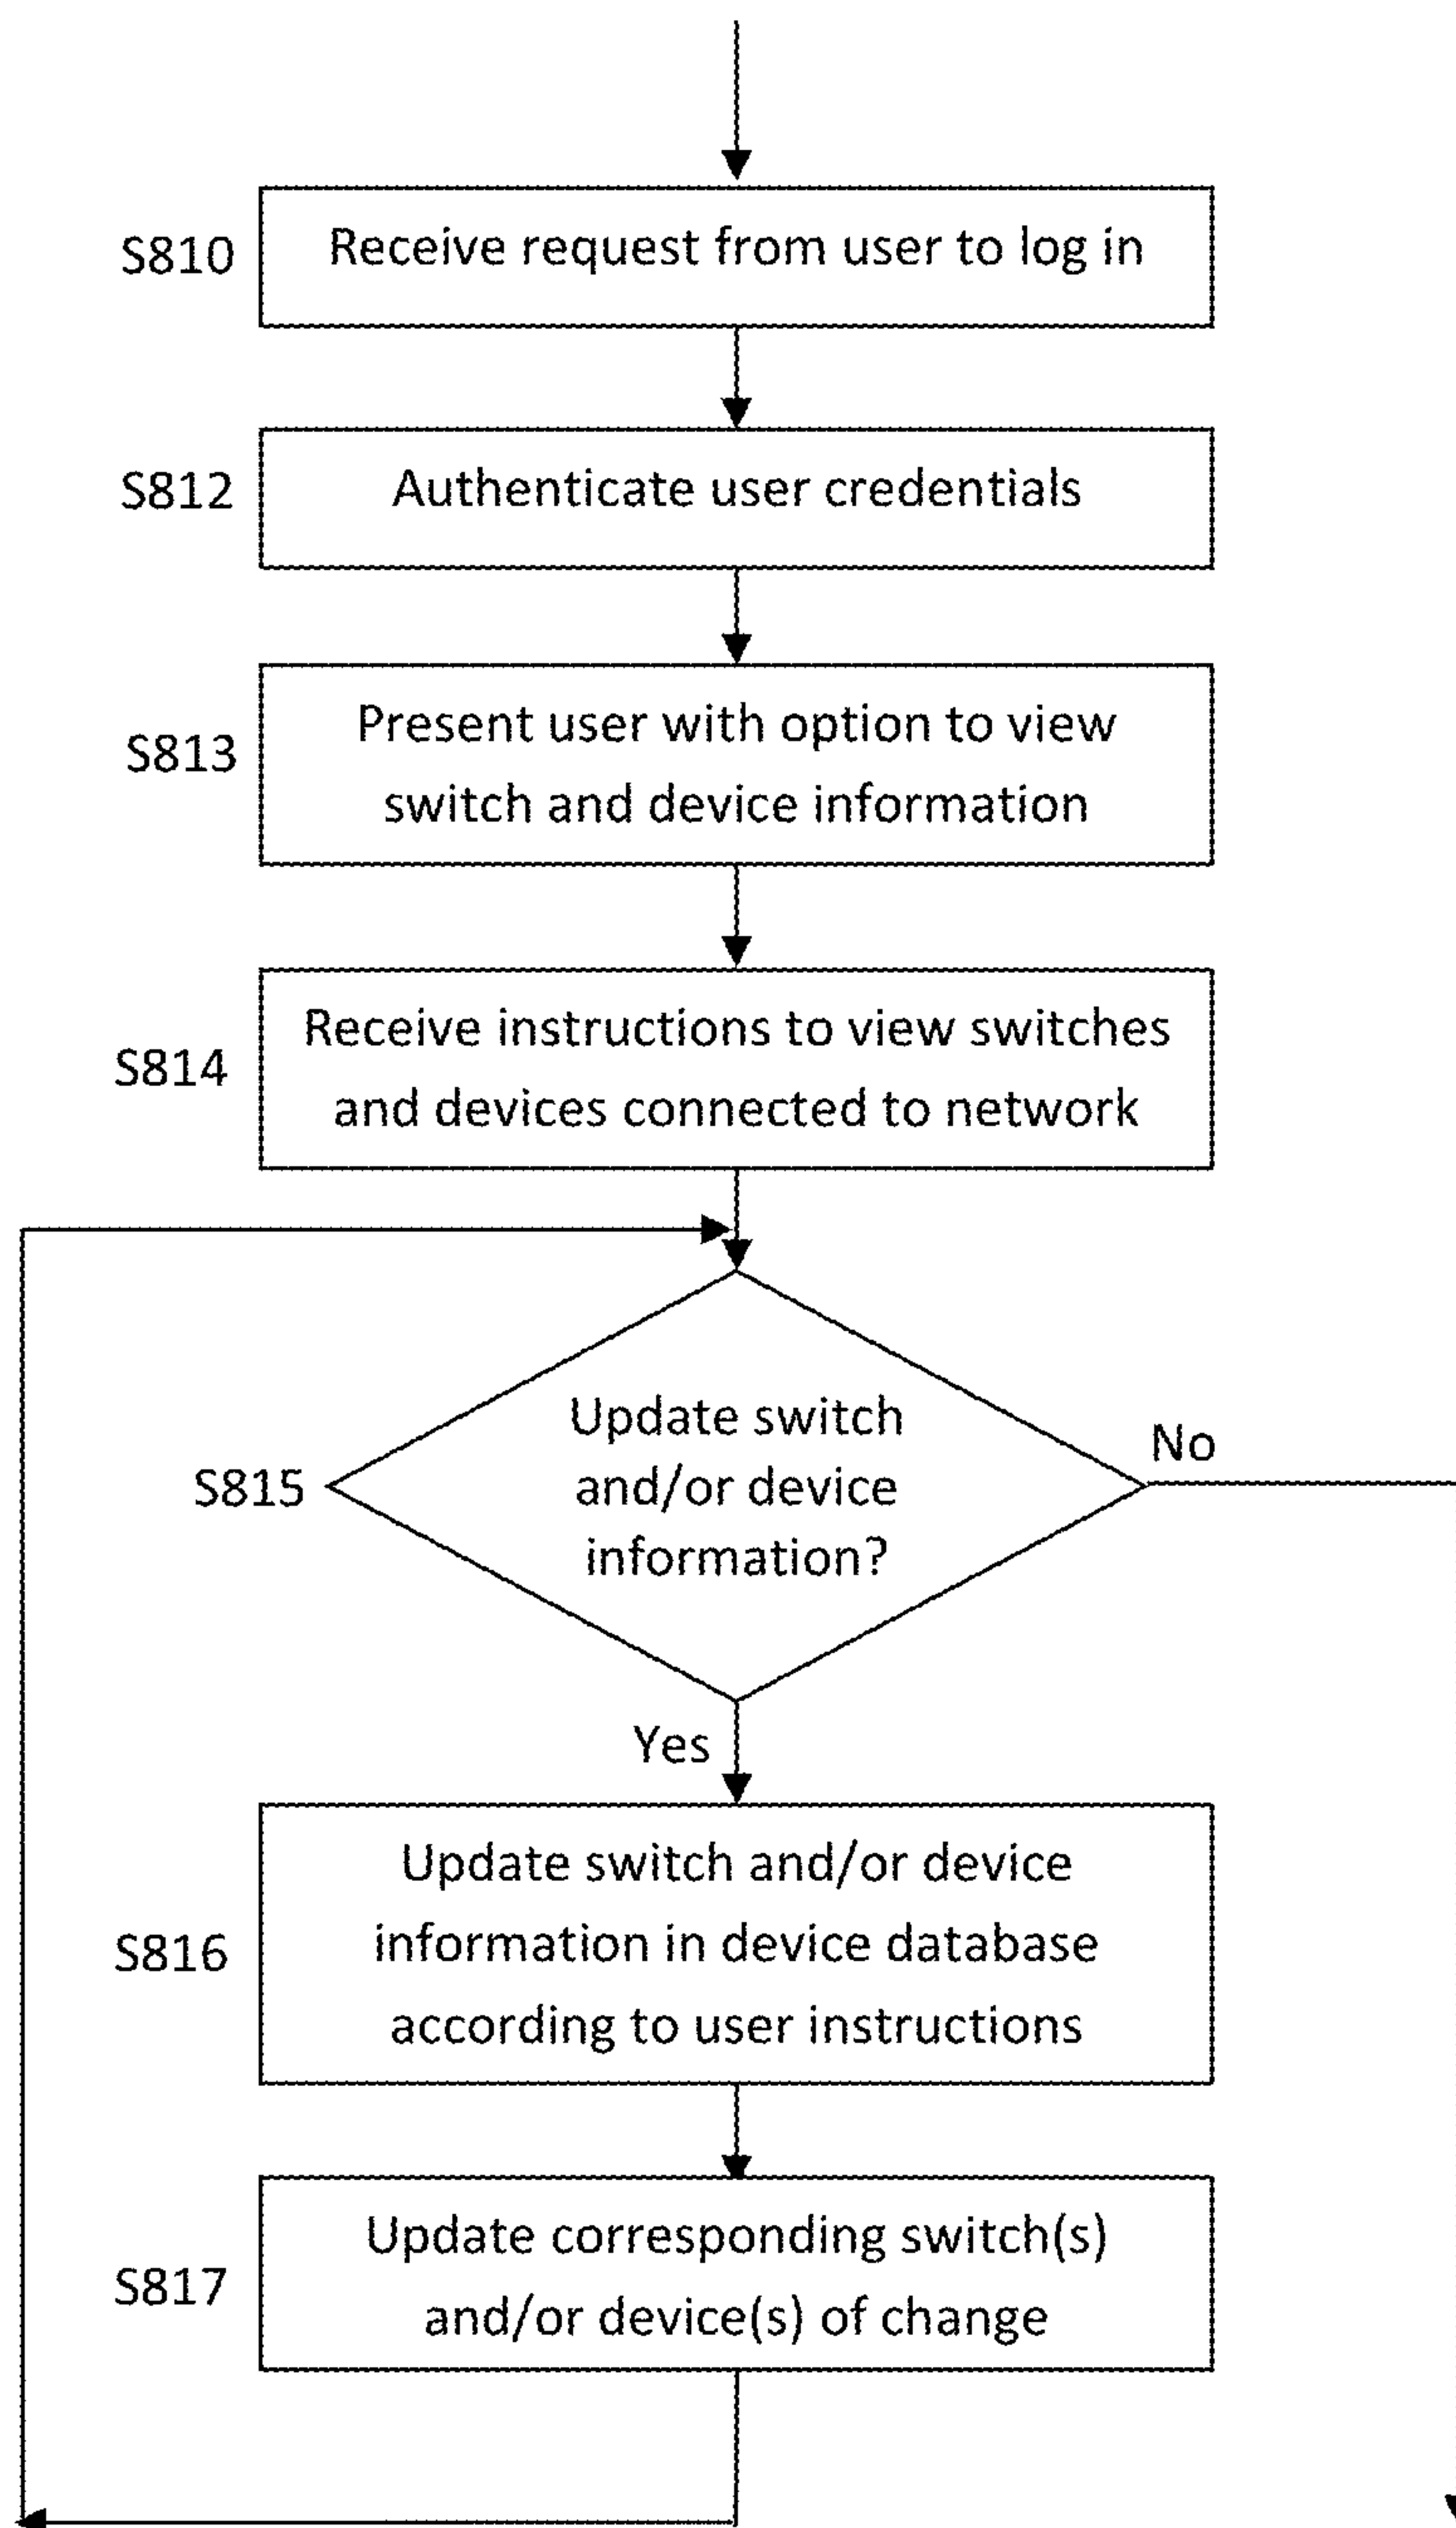 S810
Receive request from user to log in
S812
Authenticate user credentials
S813
Present user with option to view
switch and device information
S814
Receive instructions to view switches
and devices connected to network
S815
Update switch
and/or device
information?
No
Yes
S816
Update switch and/or device
information in device database
according to user instructions
S817
Update corresponding switch(s)
and/or device(s) of change